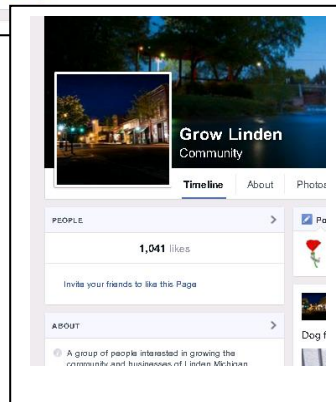 Grow Linden
Community
Timeline About Photos
PEOPLE
1,041 likes
Invite your friends to like this Page
ABOUT
A group of people interested in growing the
community and businesses of Linden Michigan
Dog f